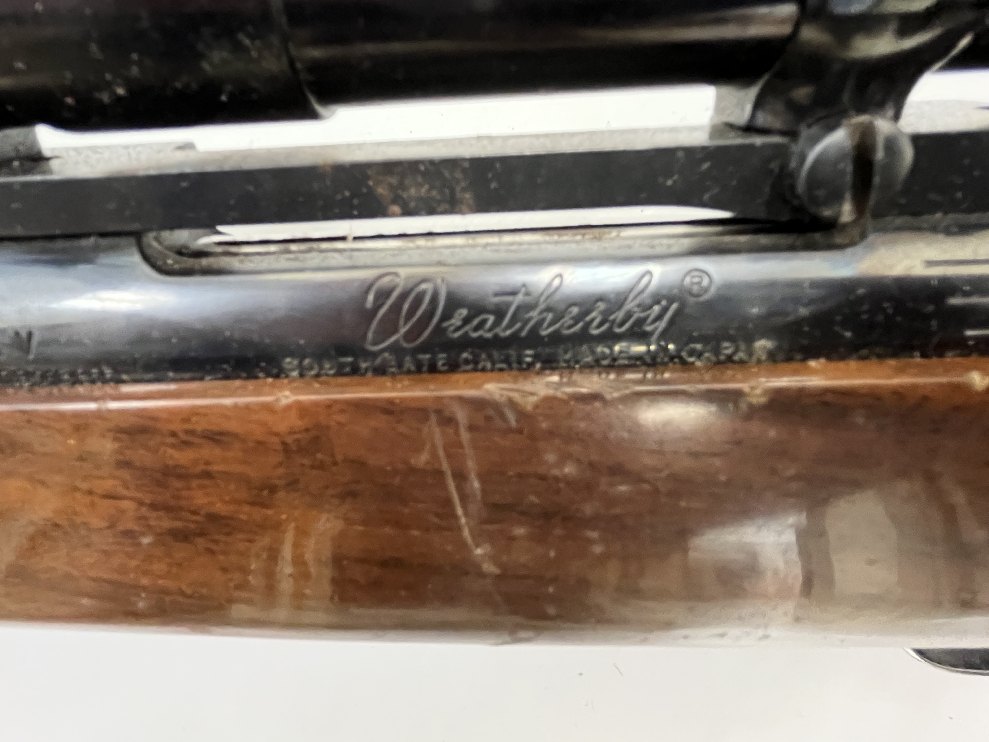 Weatherby®
SOUTH GATE CALIF. MADE IN JAPAN
V